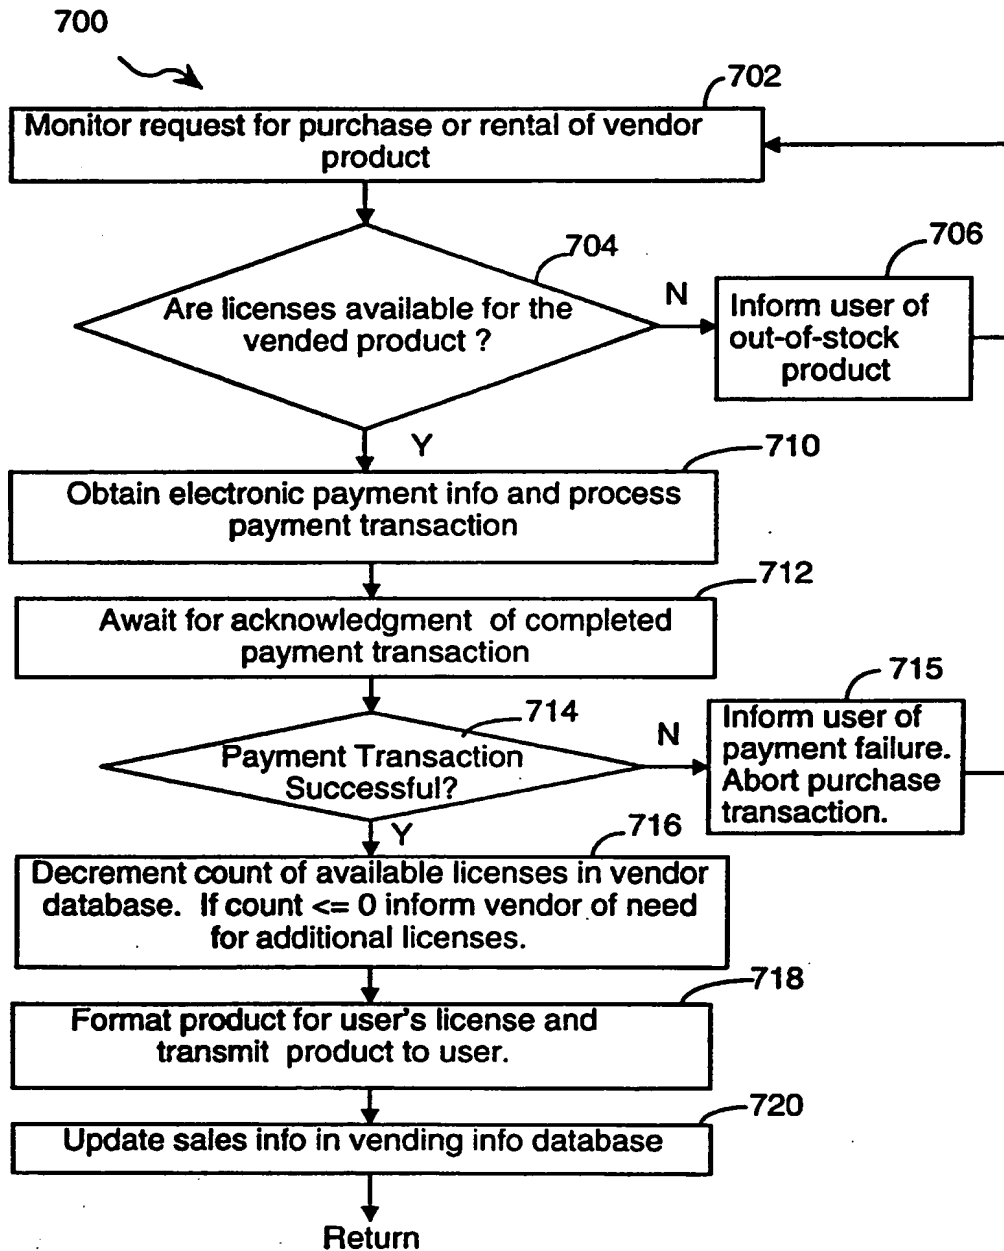 700
702
Monitor request for purchase or rental of vendor
product
704
Are licenses available for the
vended product ?
N
706
Inform user of
out-of-stock
product
Y
710
Obtain electronic payment info and process
payment transaction
712
Await for acknowledgment of completed
payment transaction
714
Payment Transaction
Successful?
N
715
Inform user of
payment failure.
Abort purchase
transaction.
Y
716
Decrement count of available licenses in vendor
database. If count <= 0 inform vendor of need
for additional licenses.
718
Format product for user's license and
transmit product to user.
720
Update sales info in vending info database
Return